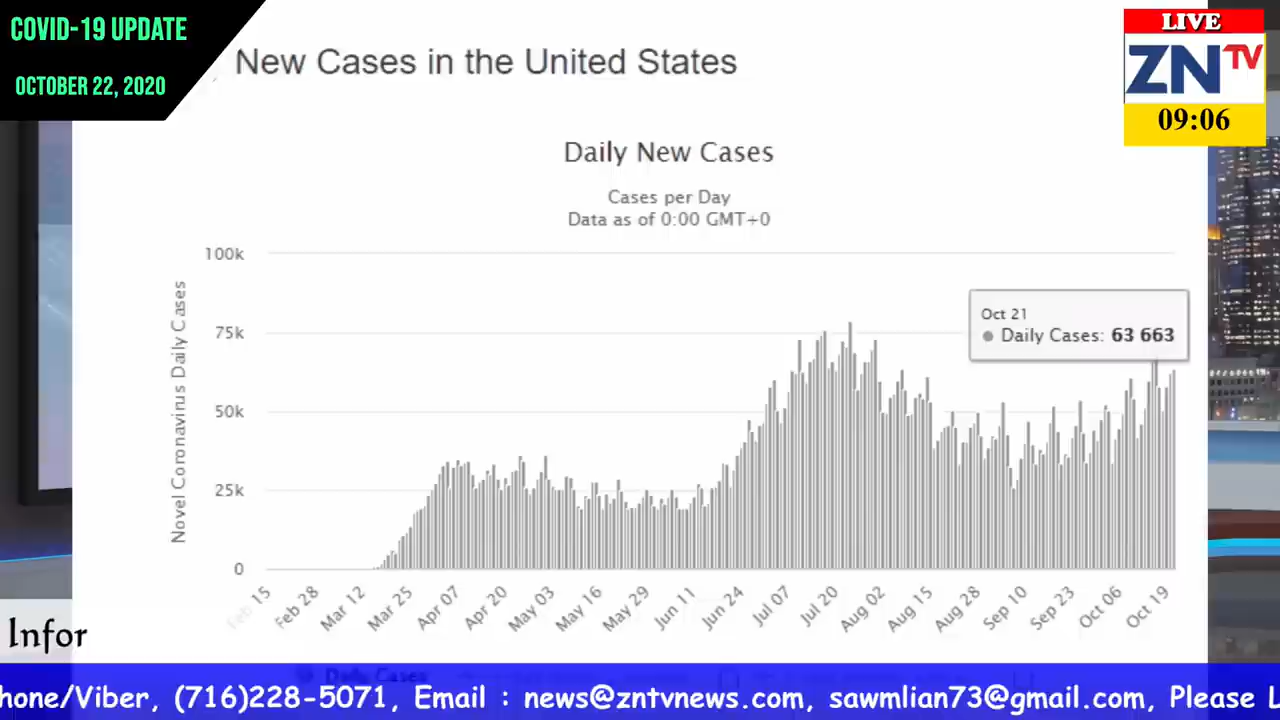 COVID-19 UPDATE
OCTOBER 22, 2020
New Cases in the United States
LIVE
ZNTV
09:06
Daily New Cases
Cases per Day
Data as of 0:00 GMT+0
Novel Coronavirus Daily Cases
100k
75k
50k
25k
0
Oct 21
Daily Cases: 63 663
Feb 15
Feb 28
Mar 12
Mar 25
Apr 07
Apr 20
May 03
May 16
May 29
Jun 11
Jun 24
Jul 07
Jul 20
Aug 02
Aug 15
Aug 28
Sep 10
Sep 23
Oct 06
Oct 19
Infor
Daily Cases
hone/Viber, (716)228-5071, Email : news@zntvnews.com, sawmlian73@gmail.com, Please L